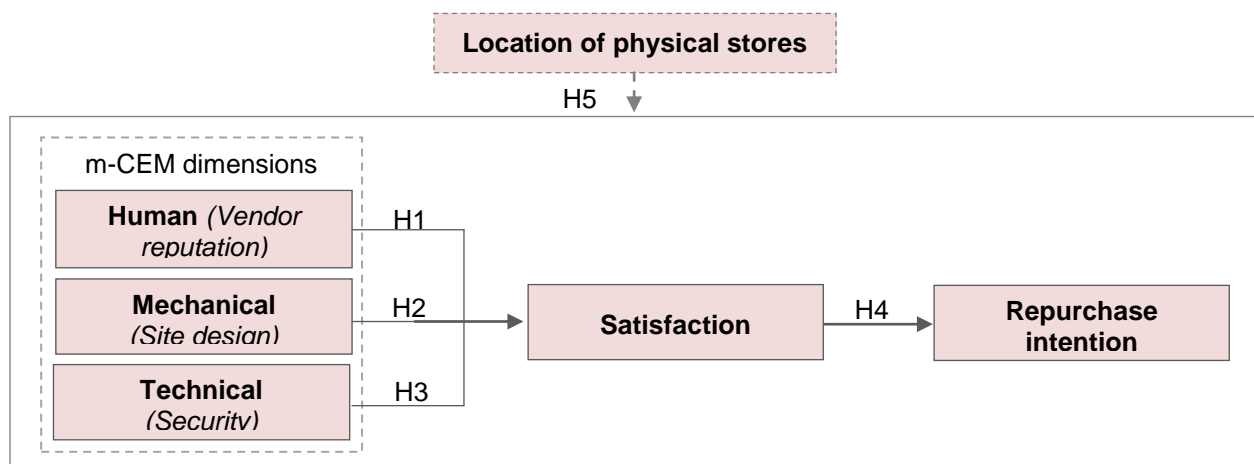 Location of physical stores
H5
m-CEM dimensions
Human (Vendor
reputation)
H1
Mechanical
(Site design)
H2
Technical
(Security)
H3
Satisfaction
H4
Repurchase
intention